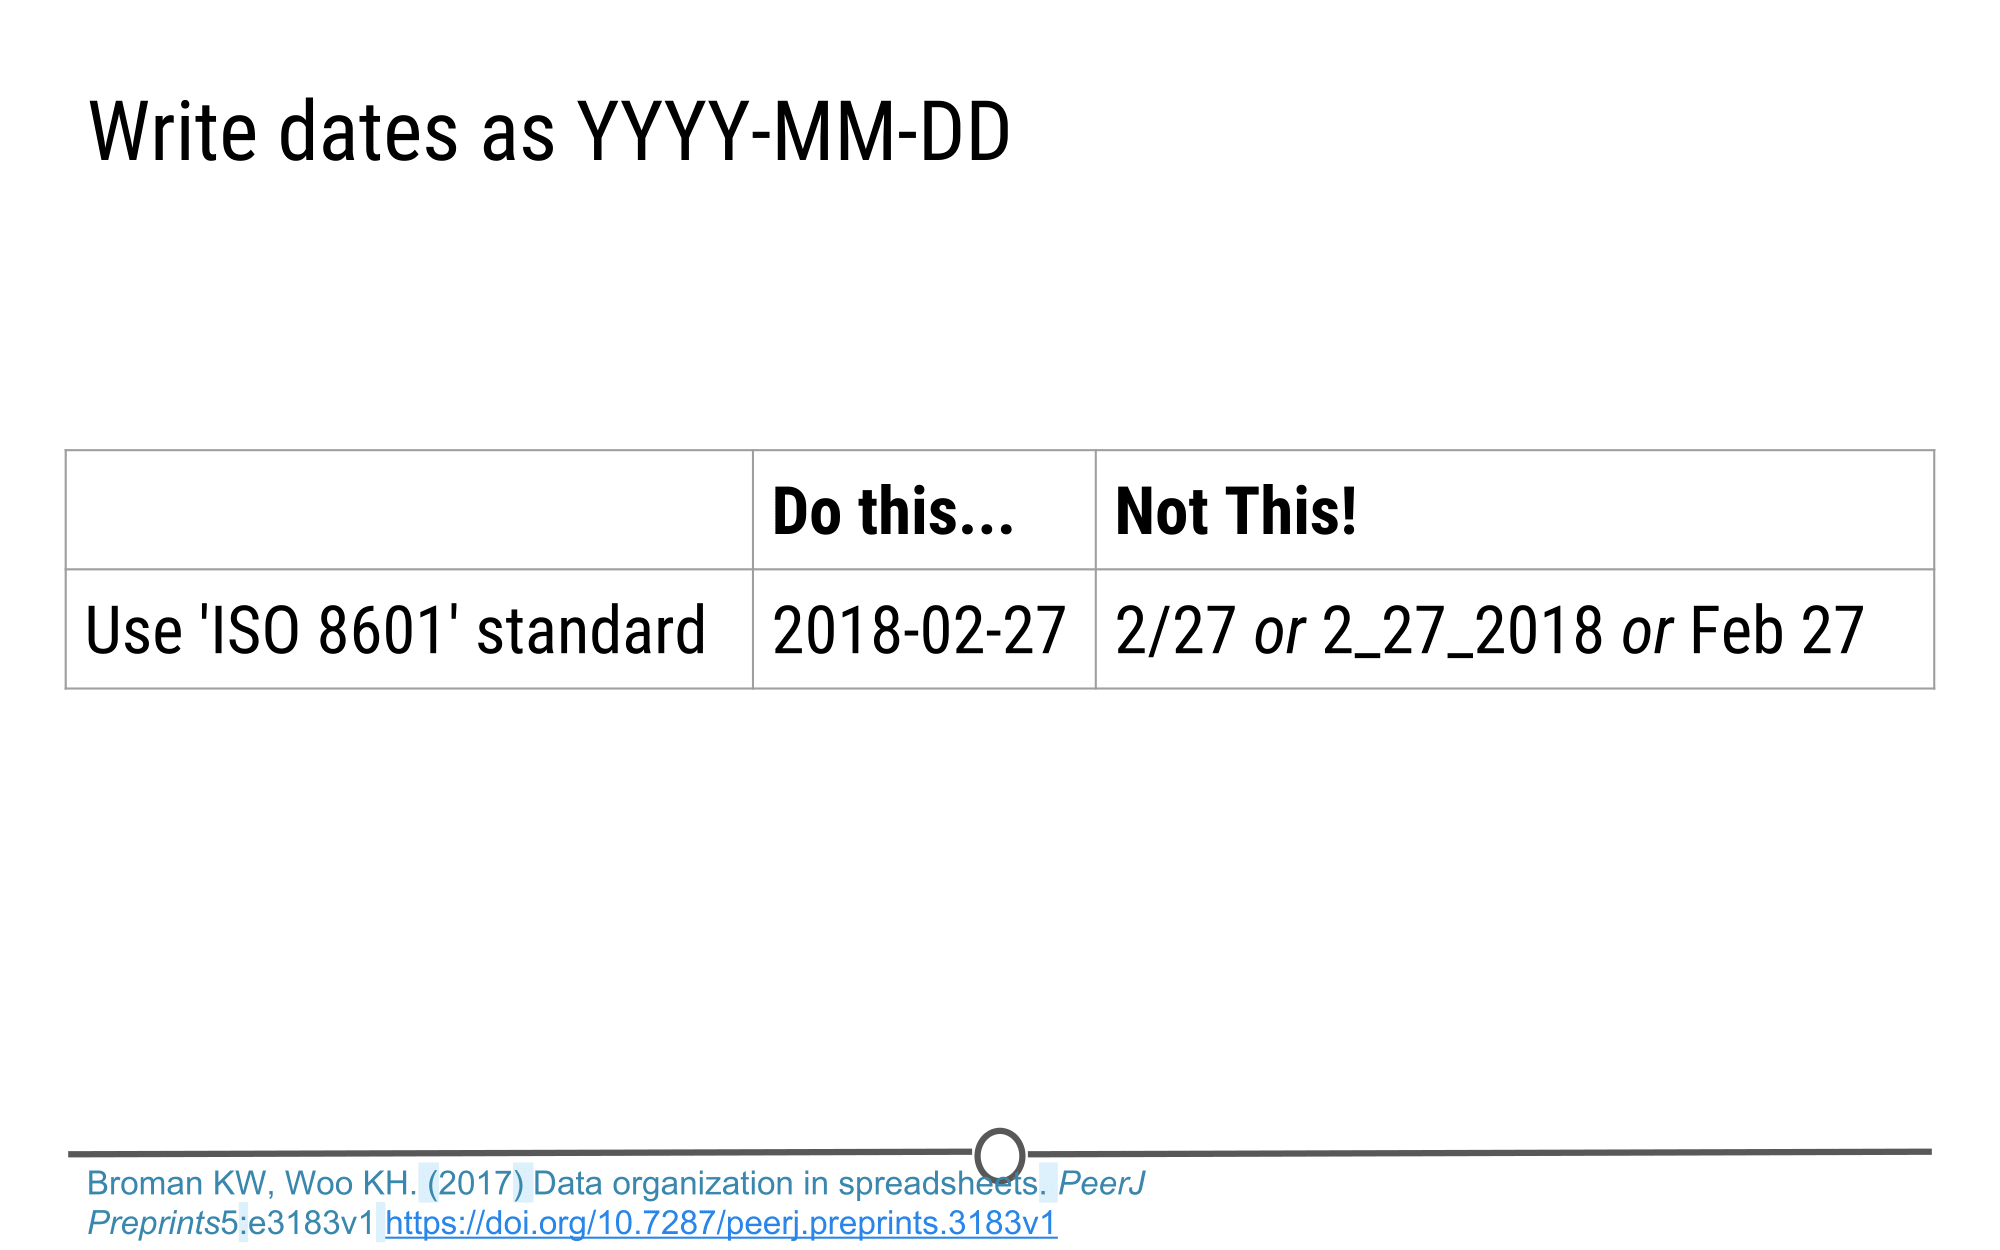 Write dates as YYYY-MM-DD
Do this... Not This!
Use 'ISO 8601' standard 2018-02-27 2/27 or 2_27_2018 or Feb 27
Broman KW, Woo KH. (2017) Data organization in spreadsheets. PeerJ
Preprints5:e3183v1 https://doi.org/10.7287/peerj.preprints.3183v1